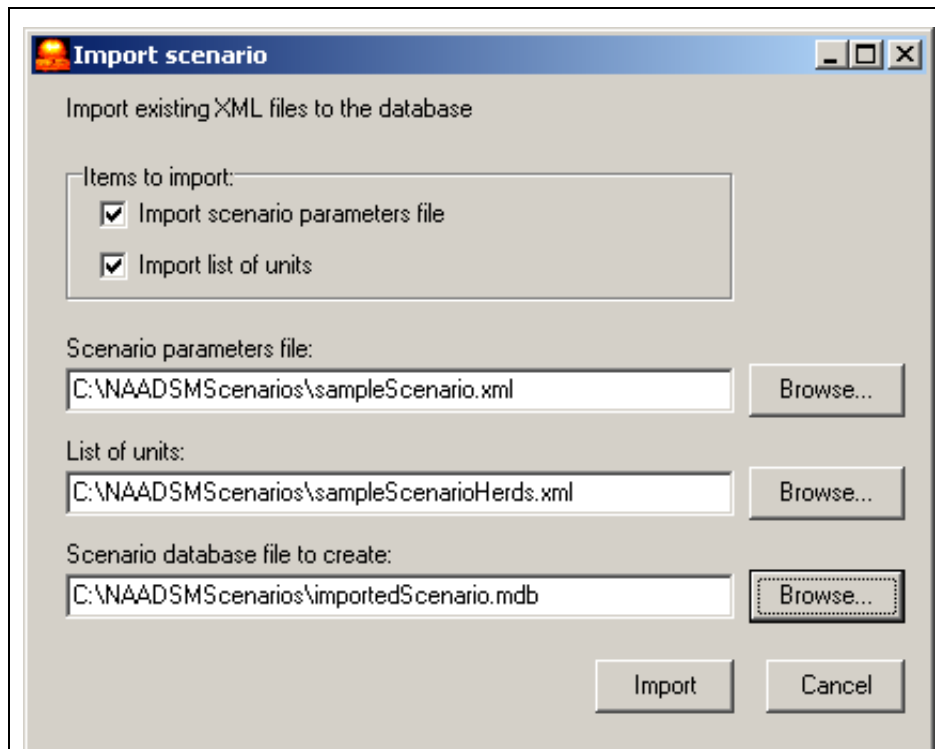 Import scenario
Import existing XML files to the database
Items to import:
Import scenario parameters file
Import list of units
Scenario parameters file:
C:\NAADSMScenarios\sampleScenario.xml Browse...
List of units:
C:\NAADSMScenarios\sampleScenarioHerds.xml Browse...
Scenario database file to create:
C:\NAADSMScenarios\importedScenario.mdb Browse...
Import Cancel